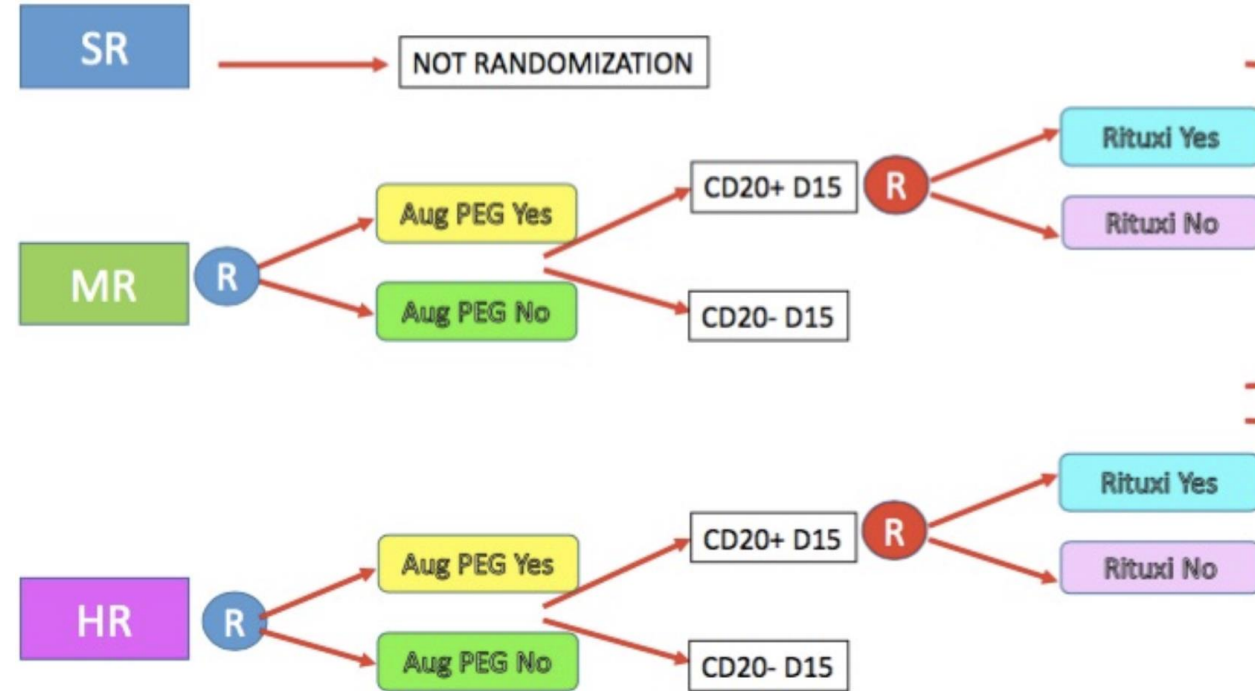 SR
NOT RANDOMIZATION
MR
R
Aug PEG Yes
Aug PEG No
CD20+ D15
CD20- D15
R
Rituxi Yes
Rituxi No
HR
R
Aug PEG Yes
Aug PEG No
CD20+ D15
CD20- D15
R
Rituxi Yes
Rituxi No